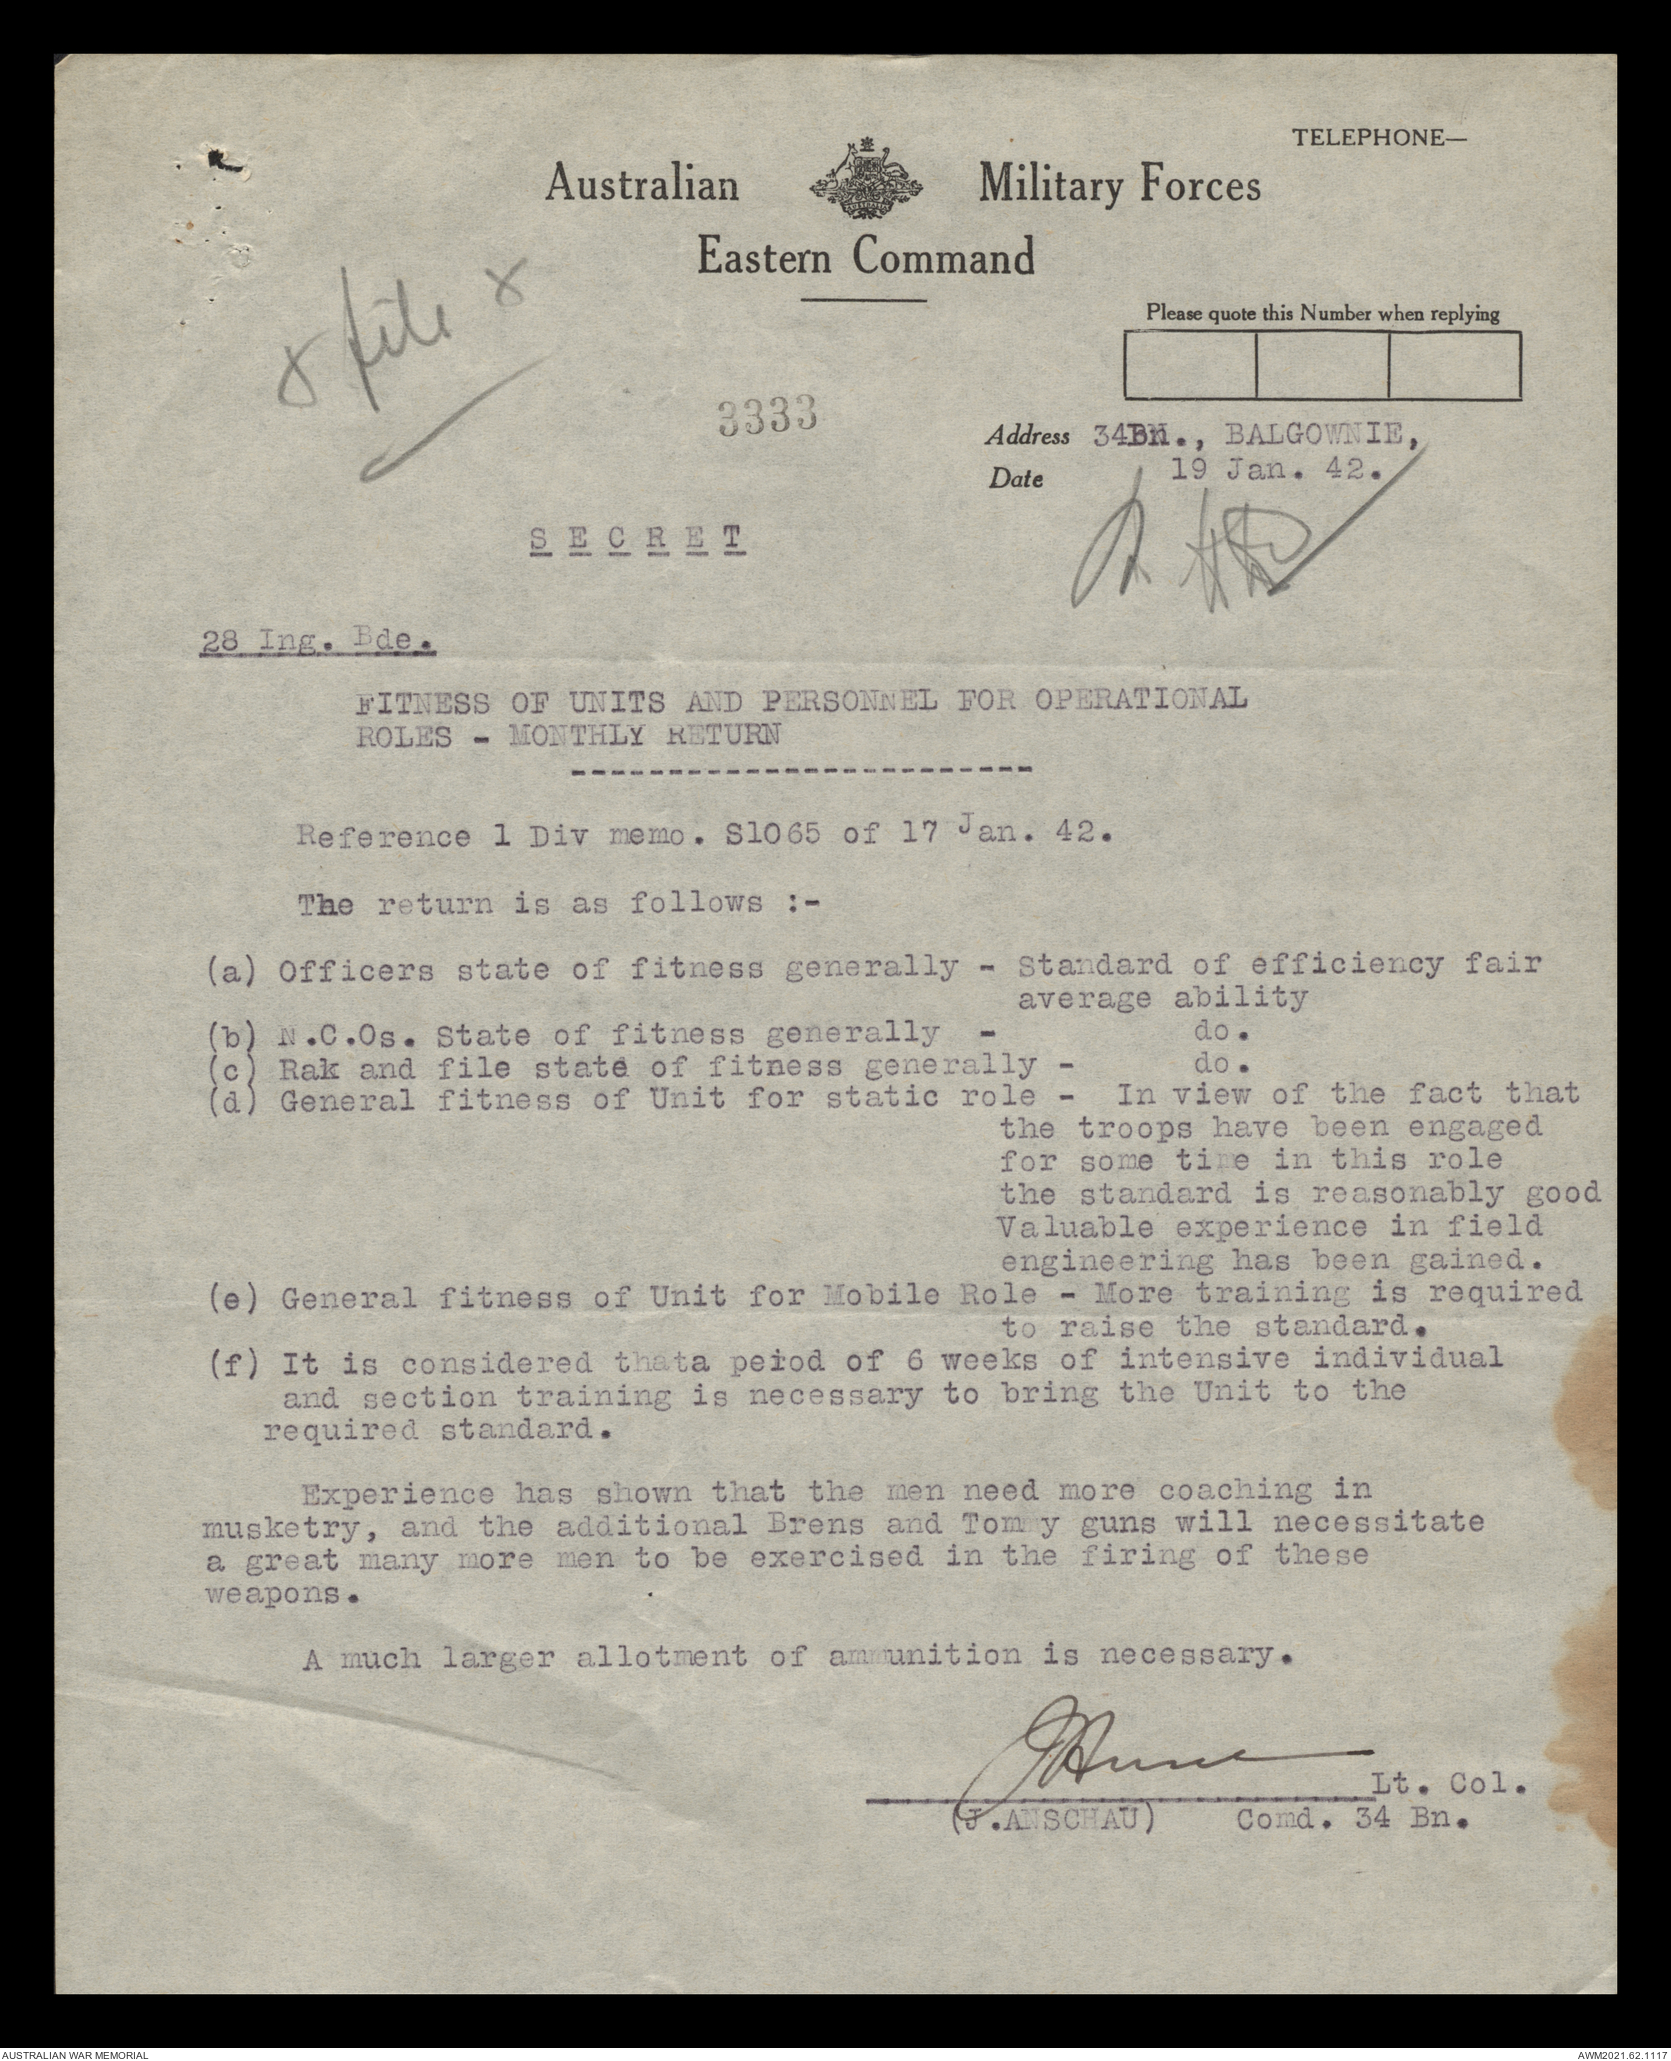 TELEPHONE—
Australian Military Forces
AUSTRALIA
Eastern Command
Please quote this Number when replying
file
3333
Address 34Bn., BALGOWNIE,
Date 19 Jan. 42.
SECRET
28 Ing. Bde.
FITNESS OF UNITS AND PERSONNEL FOR OPERATIONAL
ROLES - MONTHLY RETURN
Reference 1 Div memo. S1065 of 17 Jan. 42.
The return is as follows :-
(a) Officers state of fitness generally - Standard of efficiency fair
average ability
(b) N.C.Os. State of fitness generally - do.
(c) Rak and file state of fitness generally - do.
(d) General fitness of Unit for static role - In view of the fact that
the troops have been engaged
for some time in this role
the standard is reasonably good
Valuable experience in field
engineering has been gained.
(e) General fitness of Unit for Mobile Role - More training is required
to raise the standard.
(f) It is considered thata peiod of 6 weeks of intensive individual
and section training is necessary to bring the Unit to the
required standard.
Experience has shown that the men need more coaching in
musketry, and the additional Brens and Tommy guns will necessitate
a great many more men to be exercised in the firing of these
weapons.
A much larger allotment of ammunition is necessary.
Lt. Col.
(J.ANSCHAU) Comd. 34 Bn.
AUSTRALIAN WAR MEMORIAL
AWM2021.62.1117